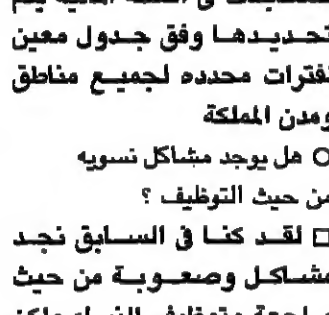 تحديدها وفق جدول معين
لفترات محدده لجميع مناطق
ومدن المملكة
○ هل يوجد مشاكل نسويه
من حيث التوظيف ؟
□ لقد كنا في السابق نجد
مشاكل وصعوبة من حيث